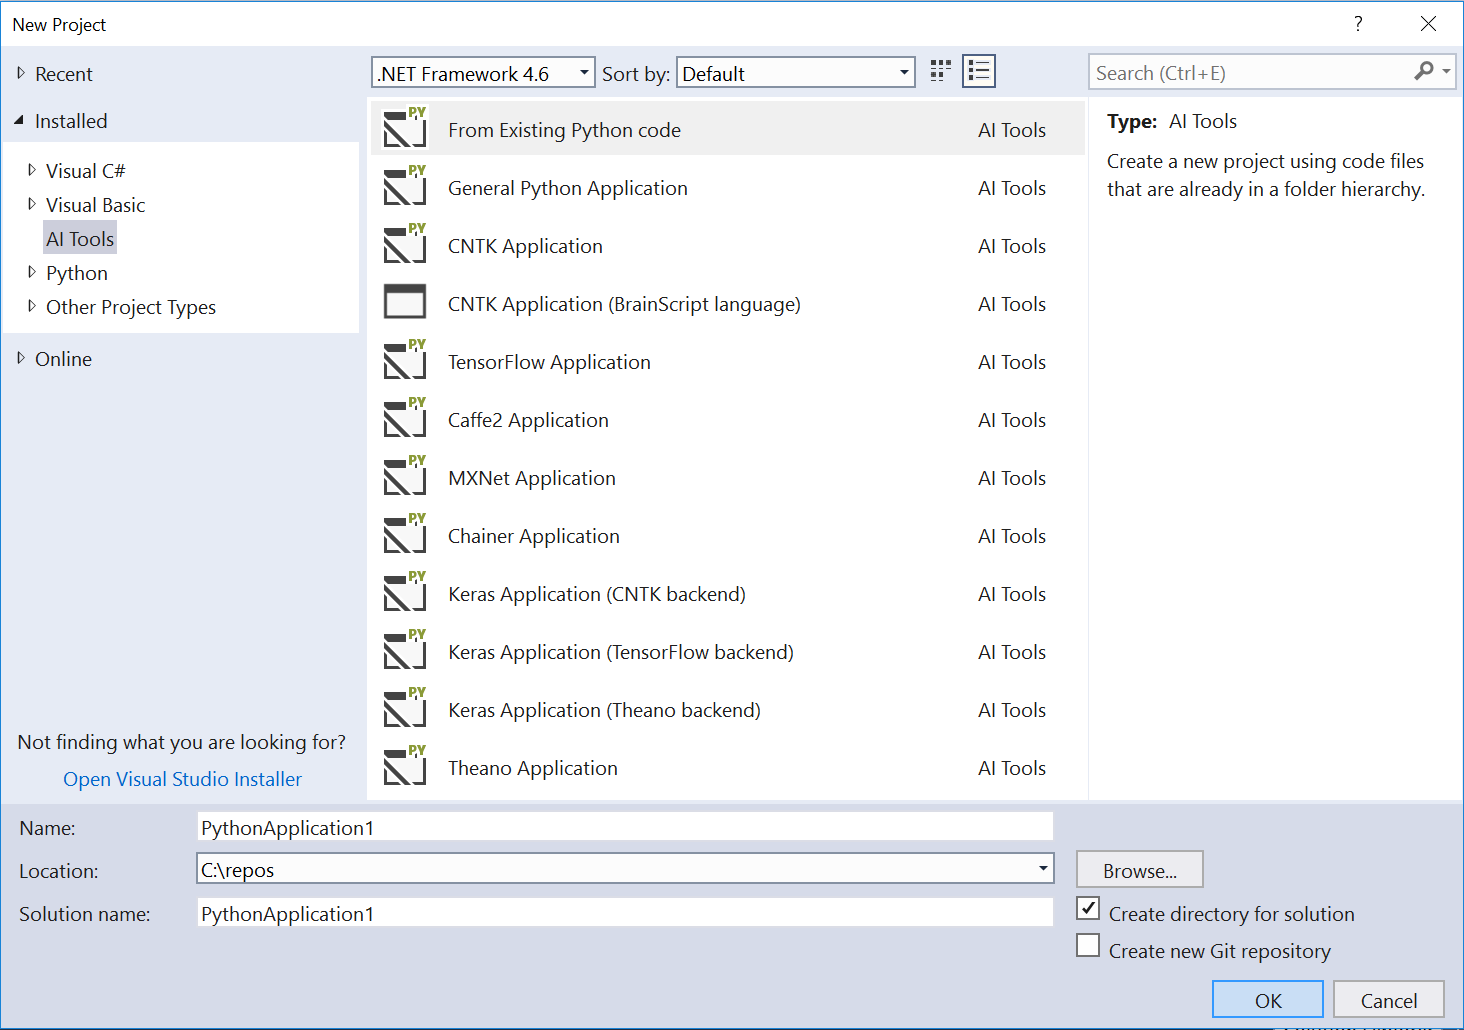 New Project
?
Recent
Installed
Visual C#
Visual Basic
AI Tools
Python
Other Project Types
Online
Not finding what you are looking for?
Open Visual Studio Installer
.NET Framework 4.6 Sort by: Default
Search (Ctrl+E)
PY From Existing Python code AI Tools
PY General Python Application AI Tools
PY CNTK Application AI Tools
CNTK Application (BrainScript language) AI Tools
PY TensorFlow Application AI Tools
PY Caffe2 Application AI Tools
PY MXNet Application AI Tools
PY Chainer Application AI Tools
PY Keras Application (CNTK backend) AI Tools
PY Keras Application (TensorFlow backend) AI Tools
PY Keras Application (Theano backend) AI Tools
PY Theano Application AI Tools
Type: AI Tools
Create a new project using code files
that are already in a folder hierarchy.
Name: PythonApplication1
Location: C:\repos Browse...
Solution name: PythonApplication1
Create directory for solution
Create new Git repository
OK Cancel